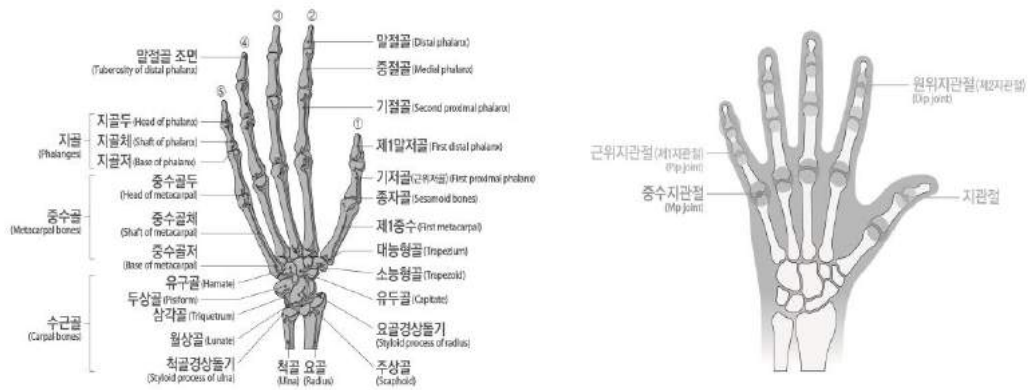 ③
②
④
⑤
①
말절골 조면
(Tuberosity of distal phalanx)
지골
(Phalanges)
지골두 (Head of phalanx)
지골체 (Shaft of phalanx)
지골저 (Base of phalanx)
중수골
(Metacarpal bones)
중수골두
(Head of metacarpal)
중수골체
(Shaft of metacarpal)
중수골저
(Base of metacarpal)
수근골
(Carpal bones)
유구골 (Hamate)
두상골 (Pisiform)
삼각골 (Triquetrum)
월상골 (Lunate)
척골경상돌기
(Styloid process of ulna)
척골
(Ulna)
요골
(Radius)
말절골 (Distal phalanx)
중절골 (Medial phalanx)
기절골 (Second proximal phalanx)
제1말저골 (First distal phalanx)
기저골(근위저골) (First proximal phalanx)
종자골 (Sesamoid bones)
제1중수 (First metacarpal)
대능형골 (Trapezium)
소능형골 (Trapezoid)
유두골 (Capitate)
요골경상돌기
(Styloid process of radius)
주상골
(Scaphoid)
원위지관절 (제2지관절)
(Dip joint)
근위지관절 (제1지관절)
(Pip joint)
중수지관절
(Mp joint)
지관절